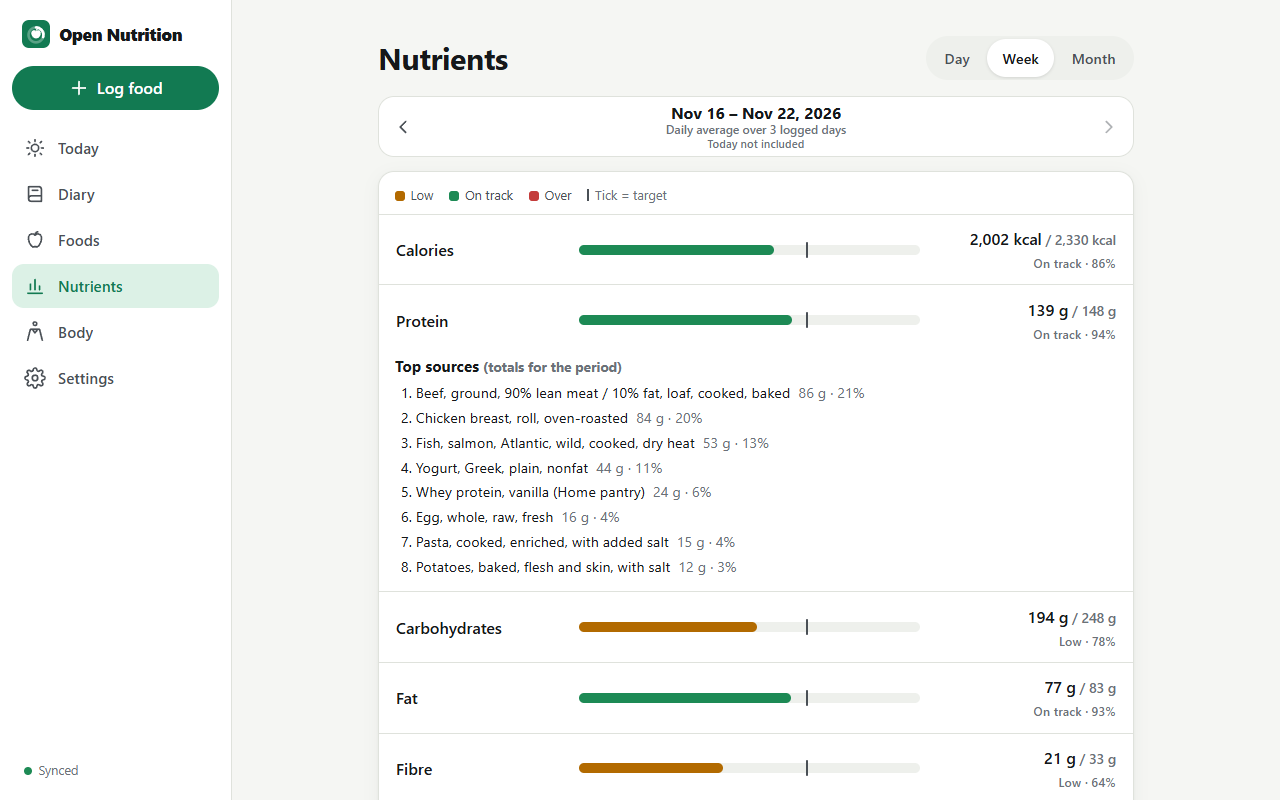 Open Nutrition
Log food
Today
Diary
Foods
Nutrients
Body
Settings
Synced
Nutrients
Day Week Month
Nov 16 – Nov 22, 2026
Daily average over 3 logged days
Today not included
Low On track Over Tick = target
Calories 2,002 kcal / 2,330 kcal
On track · 86%
Protein 139 g / 148 g
On track · 94%
Top sources (totals for the period)
1. Beef, ground, 90% lean meat / 10% fat, loaf, cooked, baked 86 g · 21%
2. Chicken breast, roll, oven-roasted 84 g · 20%
3. Fish, salmon, Atlantic, wild, cooked, dry heat 53 g · 13%
4. Yogurt, Greek, plain, nonfat 44 g · 11%
5. Whey protein, vanilla (Home pantry) 24 g · 6%
6. Egg, whole, raw, fresh 16 g · 4%
7. Pasta, cooked, enriched, with added salt 15 g · 4%
8. Potatoes, baked, flesh and skin, with salt 12 g · 3%
Carbohydrates 194 g / 248 g
Low · 78%
Fat 77 g / 83 g
On track · 93%
Fibre 21 g / 33 g
Low · 64%